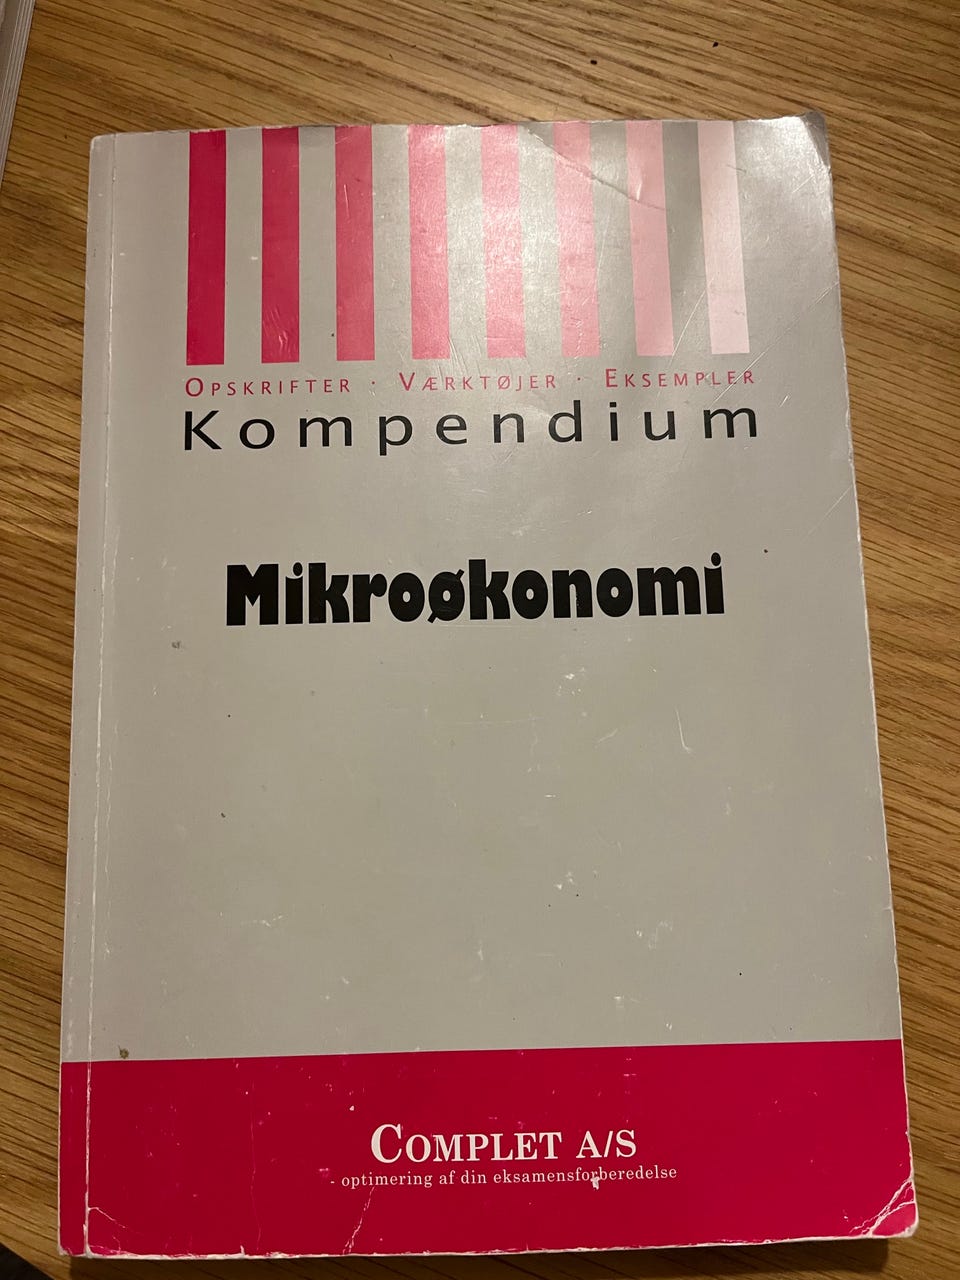 OPSKRIFTER · VÆRKTØJER · EKSEMPLER
Kompendium
Mikroøkonomi
COMPLET A/S
- optimering af din eksamensforberedelse